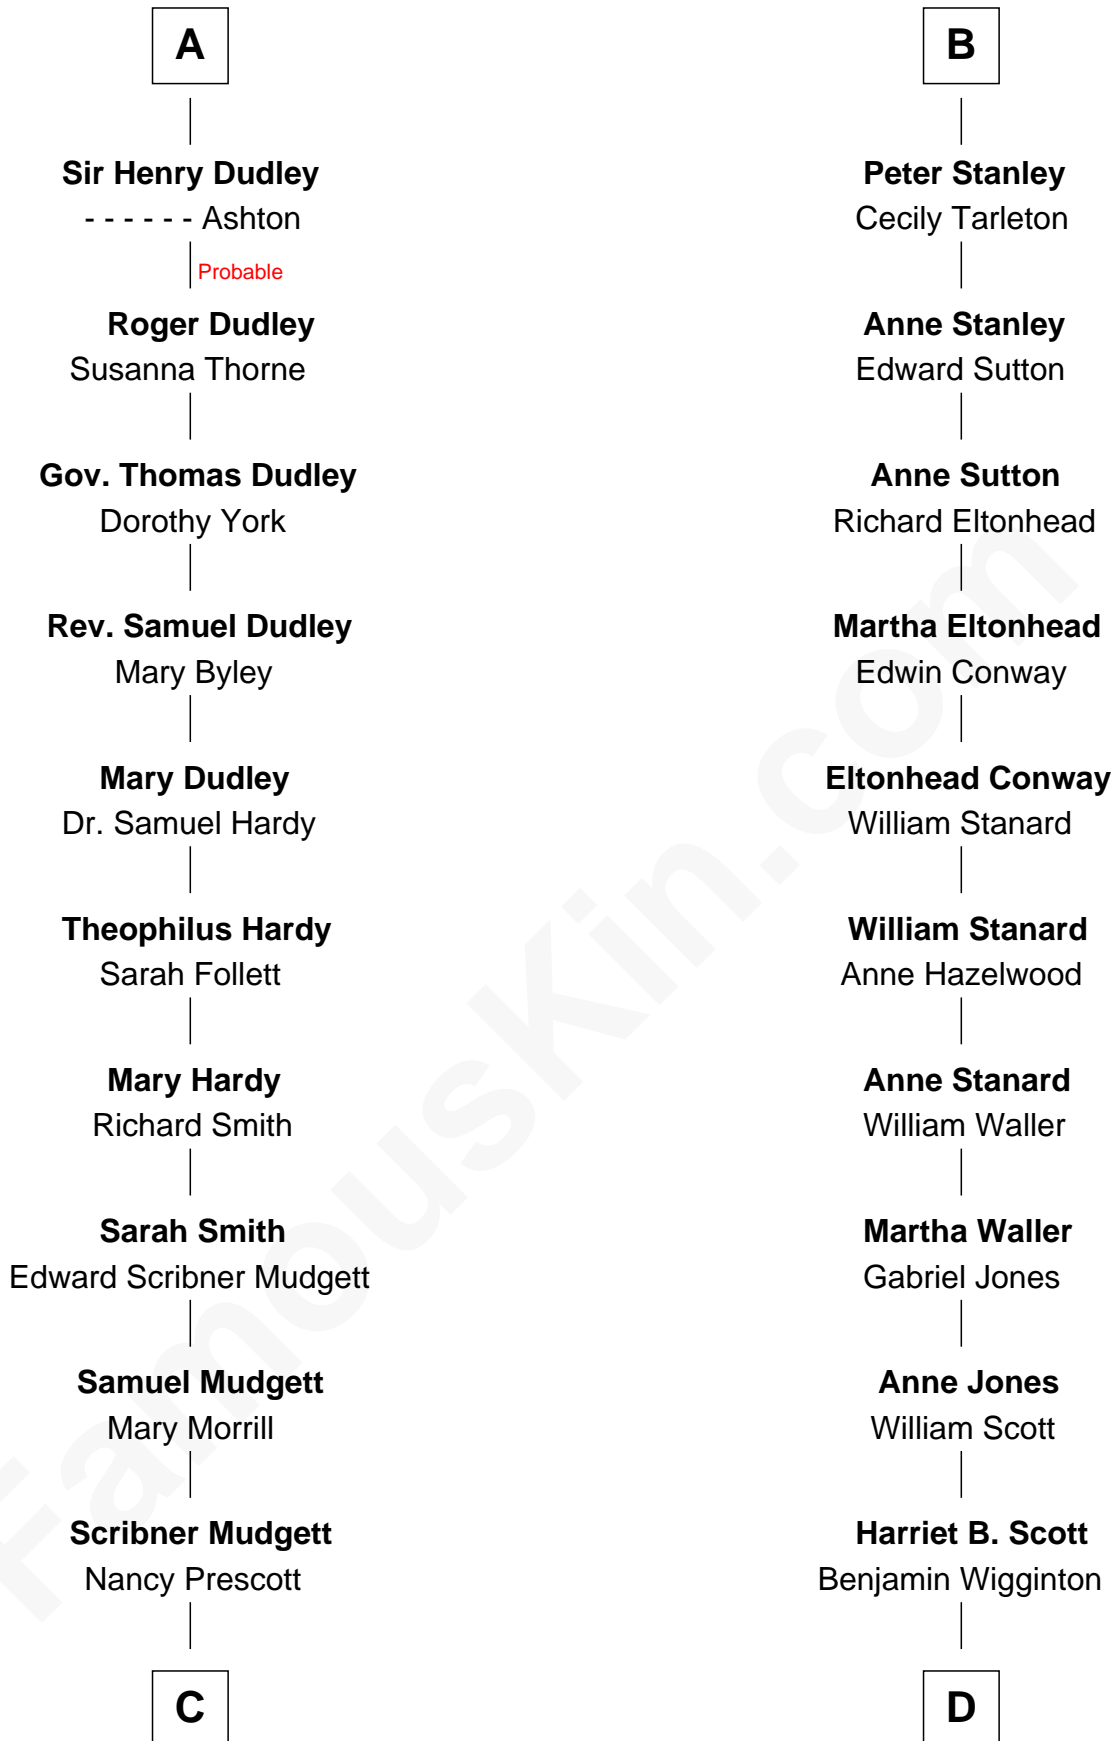 A
Sir Henry Dudley
- - - - - - Ashton
Probable
Roger Dudley
Susanna Thorne
Gov. Thomas Dudley
Dorothy York
Rev. Samuel Dudley
Mary Byley
Mary Dudley
Dr. Samuel Hardy
Theophilus Hardy
Sarah Follett
Mary Hardy
Richard Smith
Sarah Smith
Edward Scribner Mudgett
Samuel Mudgett
Mary Morrill
Scribner Mudgett
Nancy Prescott
C
B
Peter Stanley
Cecily Tarleton
Anne Stanley
Edward Sutton
Anne Sutton
Richard Eltonhead
Martha Eltonhead
Edwin Conway
Eltonhead Conway
William Stanard
William Stanard
Anne Hazelwood
Anne Stanard
William Waller
Martha Waller
Gabriel Jones
Anne Jones
William Scott
Harriet B. Scott
Benjamin Wigginton
D
FamousKin.com